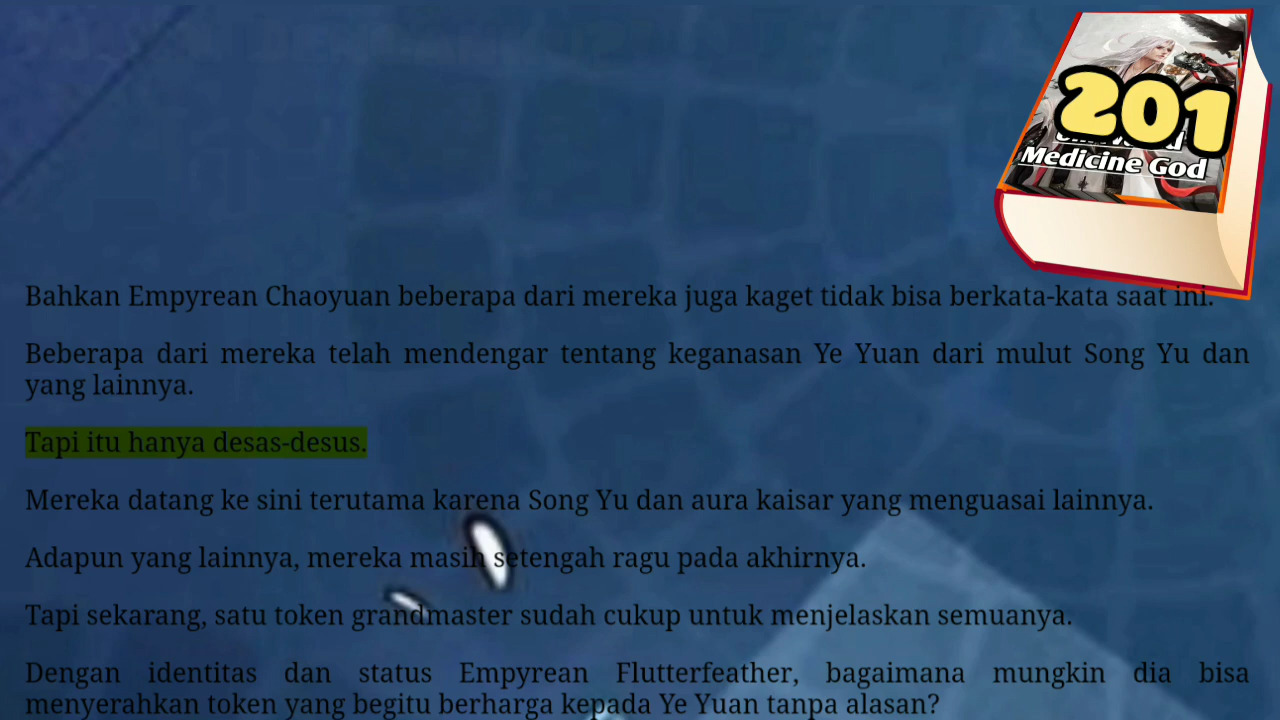 201
Medicine God
Bahkan Empyrean Chaoyuan beberapa dari mereka juga kaget tidak bisa berkata-kata saat ini.
Beberapa dari mereka telah mendengar tentang keganasan Ye Yuan dari mulut Song Yu dan
yang lainnya.
Tapi itu hanya desas-desus.
Mereka datang ke sini terutama karena Song Yu dan aura kaisar yang menguasai lainnya.
Adapun yang lainnya, mereka masih setengah ragu pada akhirnya.
Tapi sekarang, satu token grandmaster sudah cukup untuk menjelaskan semuanya.
Dengan identitas dan status Empyrean Flutterfeather, bagaimana mungkin dia bisa
menyerahkan token yang begitu berharga kepada Ye Yuan tanpa alasan?